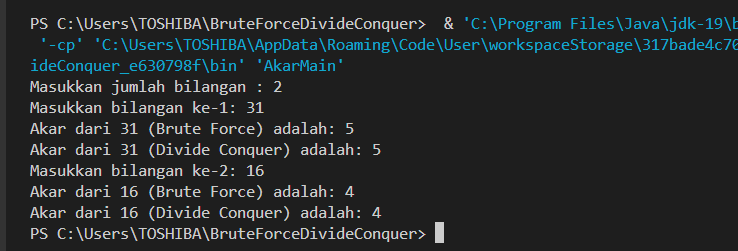 PS C:\Users\TOSHIBA\BruteForceDivideConquer>  & 'C:\Program Files\Java\jdk-19\b
'-cp' 'C:\Users\TOSHIBA\AppData\Roaming\Code\User\workspaceStorage\317bade4c70
ideConquer_e630798f\bin' 'AkarMain'
Masukkan jumlah bilangan : 2
Masukkan bilangan ke-1: 31
Akar dari 31 (Brute Force) adalah: 5
Akar dari 31 (Divide Conquer) adalah: 5
Masukkan bilangan ke-2: 16
Akar dari 16 (Brute Force) adalah: 4
Akar dari 16 (Divide Conquer) adalah: 4
PS C:\Users\TOSHIBA\BruteForceDivideConquer>